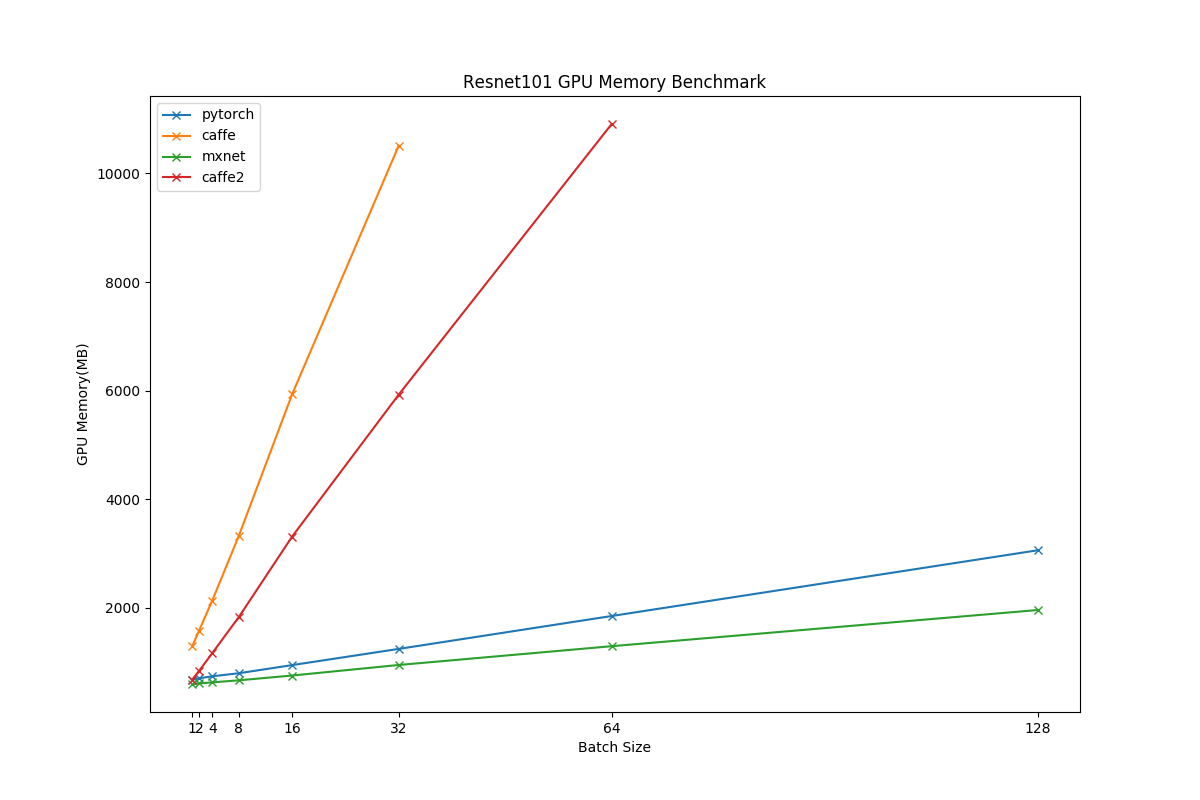 Resnet101 GPU Memory Benchmark
pytorch
caffe
mxnet
caffe2
10000
8000
6000
4000
2000
GPU Memory(MB)
1 2 4 8 16 32 64 128
Batch Size